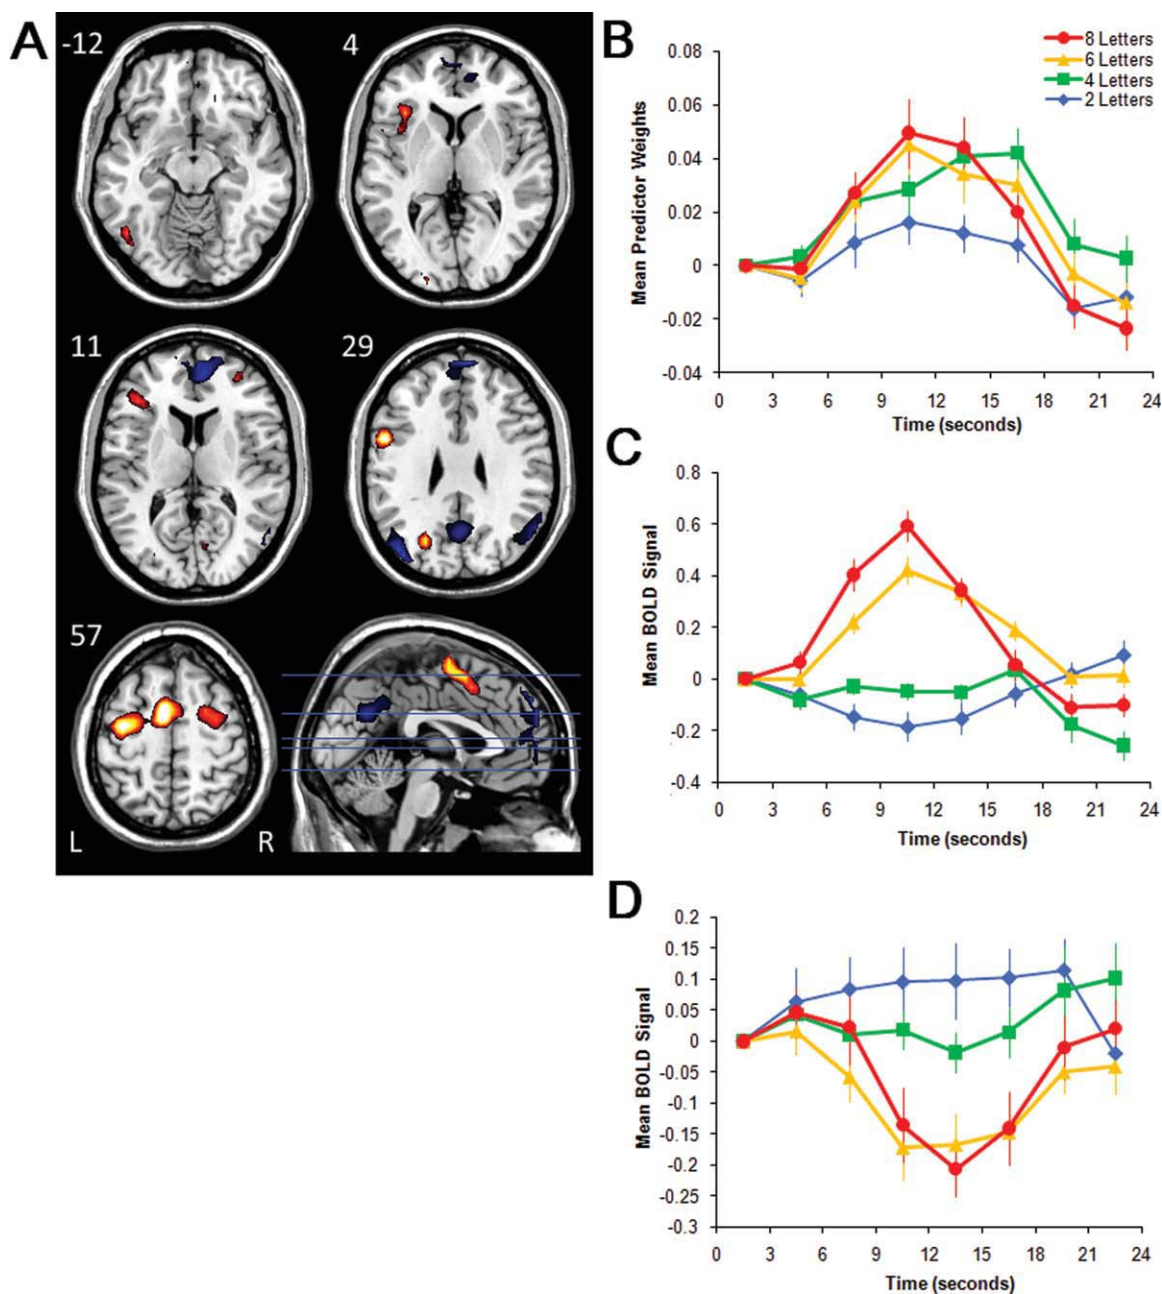 A
-12
4
11
29
57
L
R
B
8 Letters
6 Letters
4 Letters
2 Letters
Mean Predictor Weights
0.08
0.06
0.04
0.02
0
-0.02
-0.04
0 3 6 9 12 15 18 21 24
Time (seconds)
C
Mean BOLD Signal
0.8
0.6
0.4
0.2
0
-0.2
-0.4
0 3 6 9 12 15 18 21 24
Time (seconds)
D
Mean BOLD Signal
0.2
0.15
0.1
0.05
0
-0.05
-0.1
-0.15
-0.2
-0.25
-0.3
0 3 6 9 12 15 18 21 24
Time (seconds)